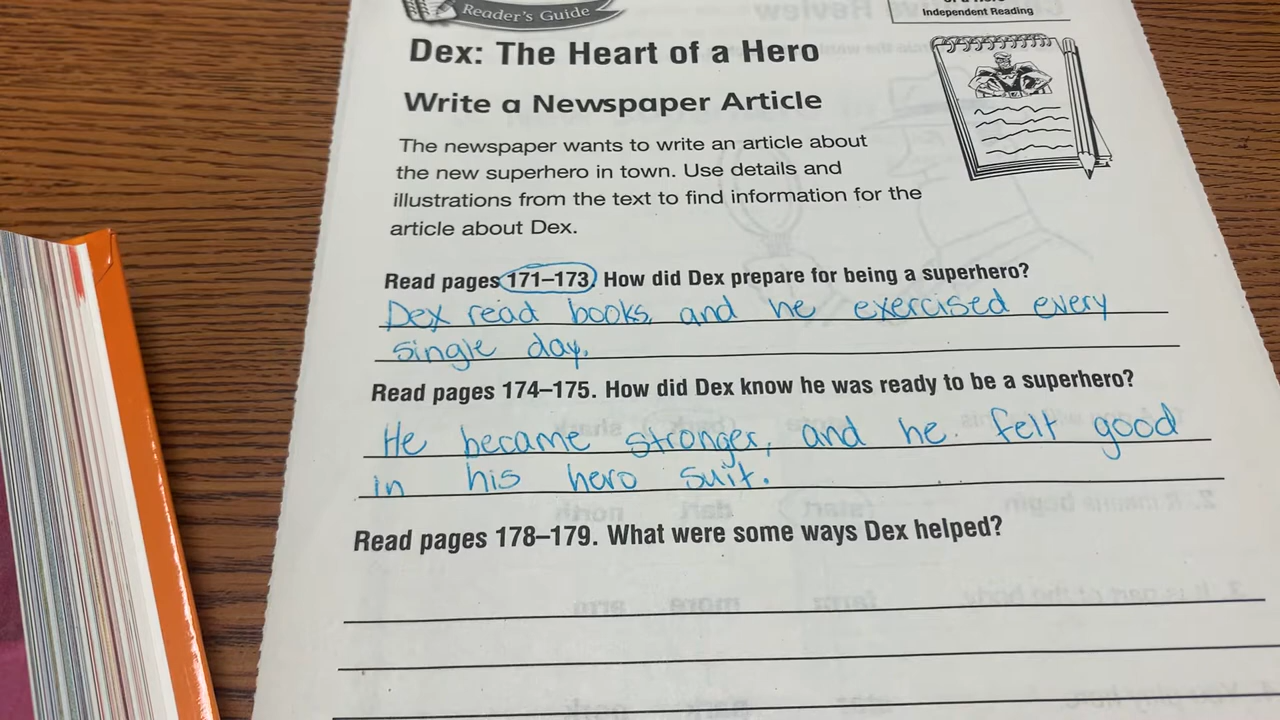 Reader's Guide
Independent Reading
Dex: The Heart of a Hero
Write a Newspaper Article
The newspaper wants to write an article about
the new superhero in town. Use details and
illustrations from the text to find information for the
article about Dex.
Read pages 171–173. How did Dex prepare for being a superhero?
Dex read books, and he exercised every
single day.
Read pages 174–175. How did Dex know he was ready to be a superhero?
He became stronger, and he felt good
in his hero suit.
Read pages 178–179. What were some ways Dex helped?